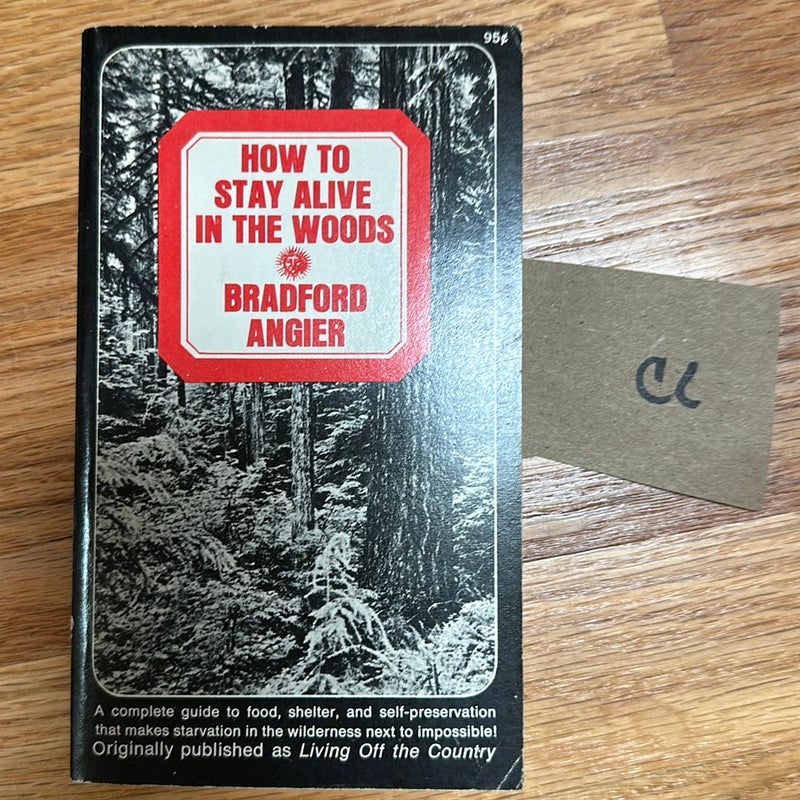 95¢
HOW TO
STAY ALIVE
IN THE WOODS
BRADFORD
ANGIER
A complete guide to food, shelter, and self-preservation
that makes starvation in the wilderness next to impossible!
Originally published as Living Off the Country